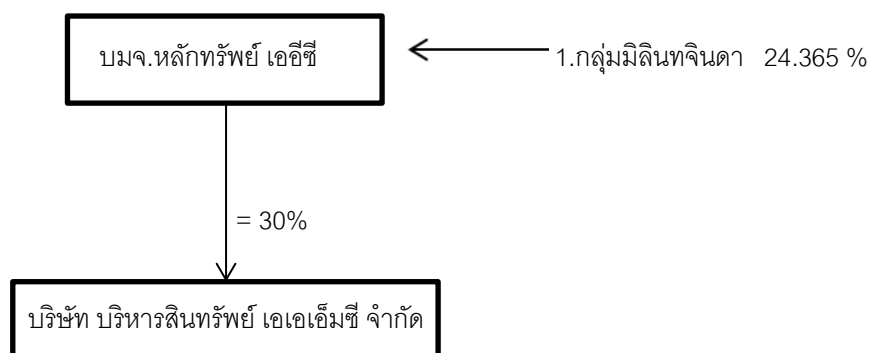 บมจ.หลักทรัพย์ เออีซี
1.กลุ่มมิลินทจินดา 24.365 %
= 30%
บริษัท บริหารสินทรัพย์ เอเอเอ็มซี จำกัด